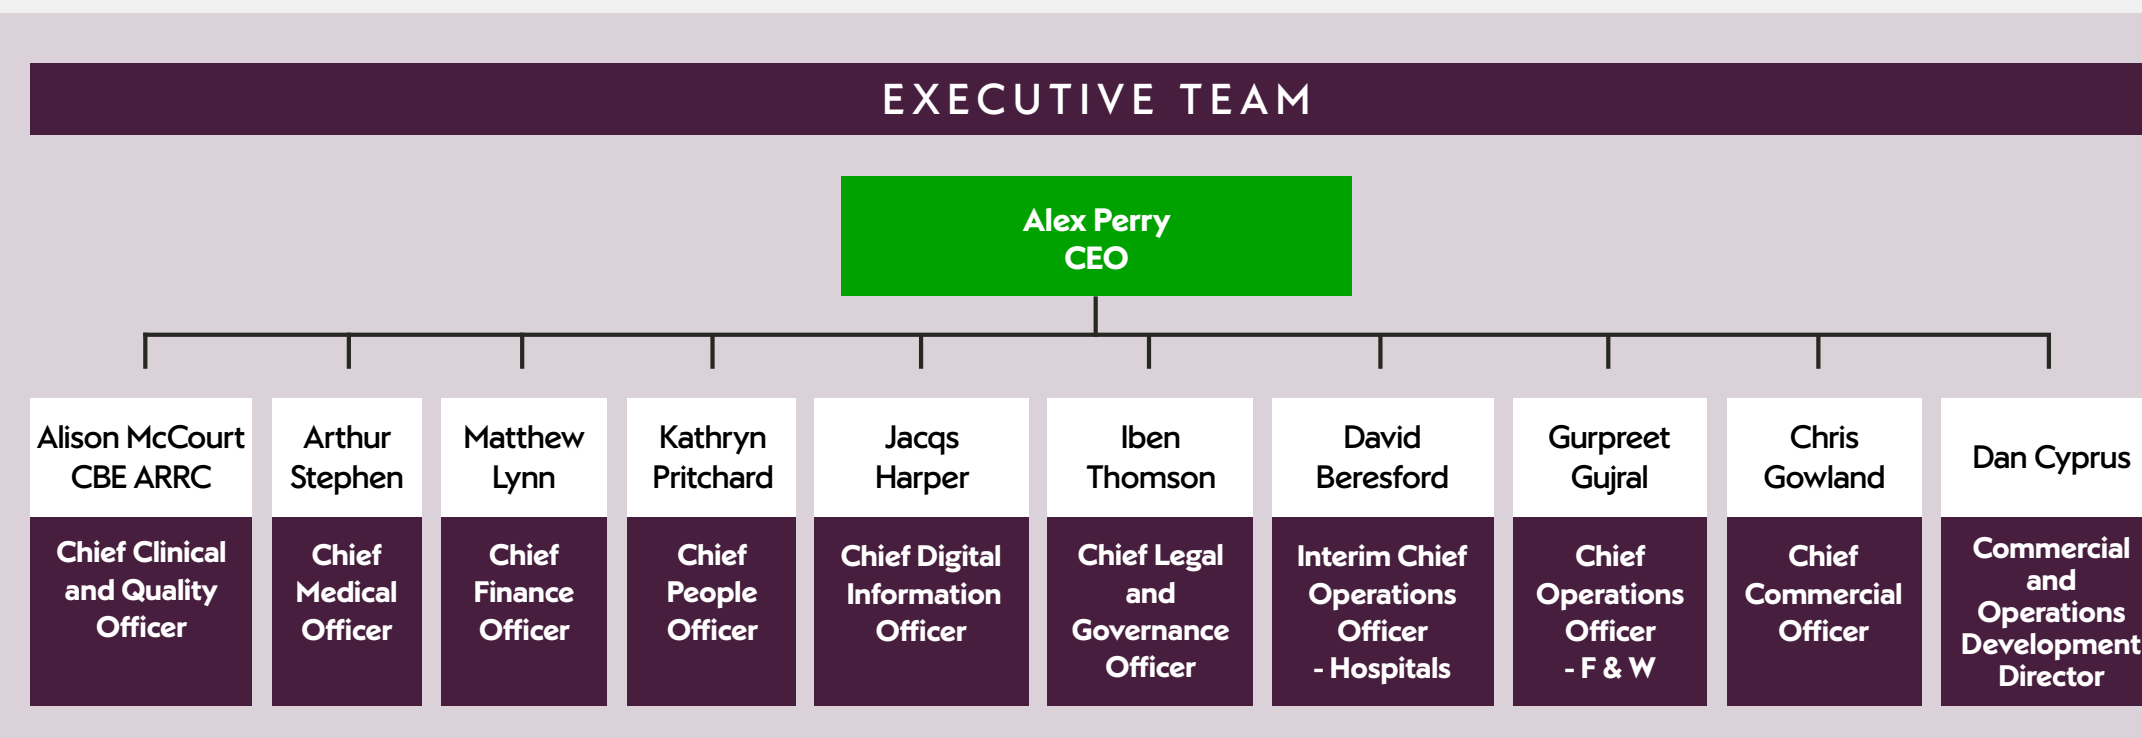 EXECUTIVE TEAM
Alex Perry
CEO
Alison McCourt
CBE ARRC
Chief Clinical
and Quality
Officer
Arthur
Stephen
Chief
Medical
Officer
Matthew
Lynn
Chief
Finance
Officer
Kathryn
Pritchard
Chief
People
Officer
Jacqs
Harper
Chief Digital
Information
Officer
Iben
Thomson
Chief Legal
and
Governance
Officer
David
Beresford
Interim Chief
Operations
Officer
- Hospitals
Gurpreet
Gujral
Chief
Operations
Officer
- F & W
Chris
Gowland
Chief
Commercial
Officer
Dan Cyprus
Commercial
and
Operations
Development
Director